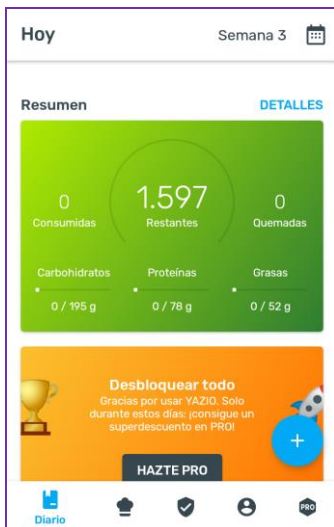 Hoy
Semana 3
Resumen
DETALLES
0
1.597
0
Consumidas
Restantes
Quemadas
Carbohidratos
Proteínas
Grasas
0 / 195 g
0 / 78 g
0 / 52 g
Desbloquear todo
Gracias por usar YAZIO. Solo
durante estos días: ¡consigue un
superdescuento en PRO!
+
HAZTE PRO
Diario
PRO